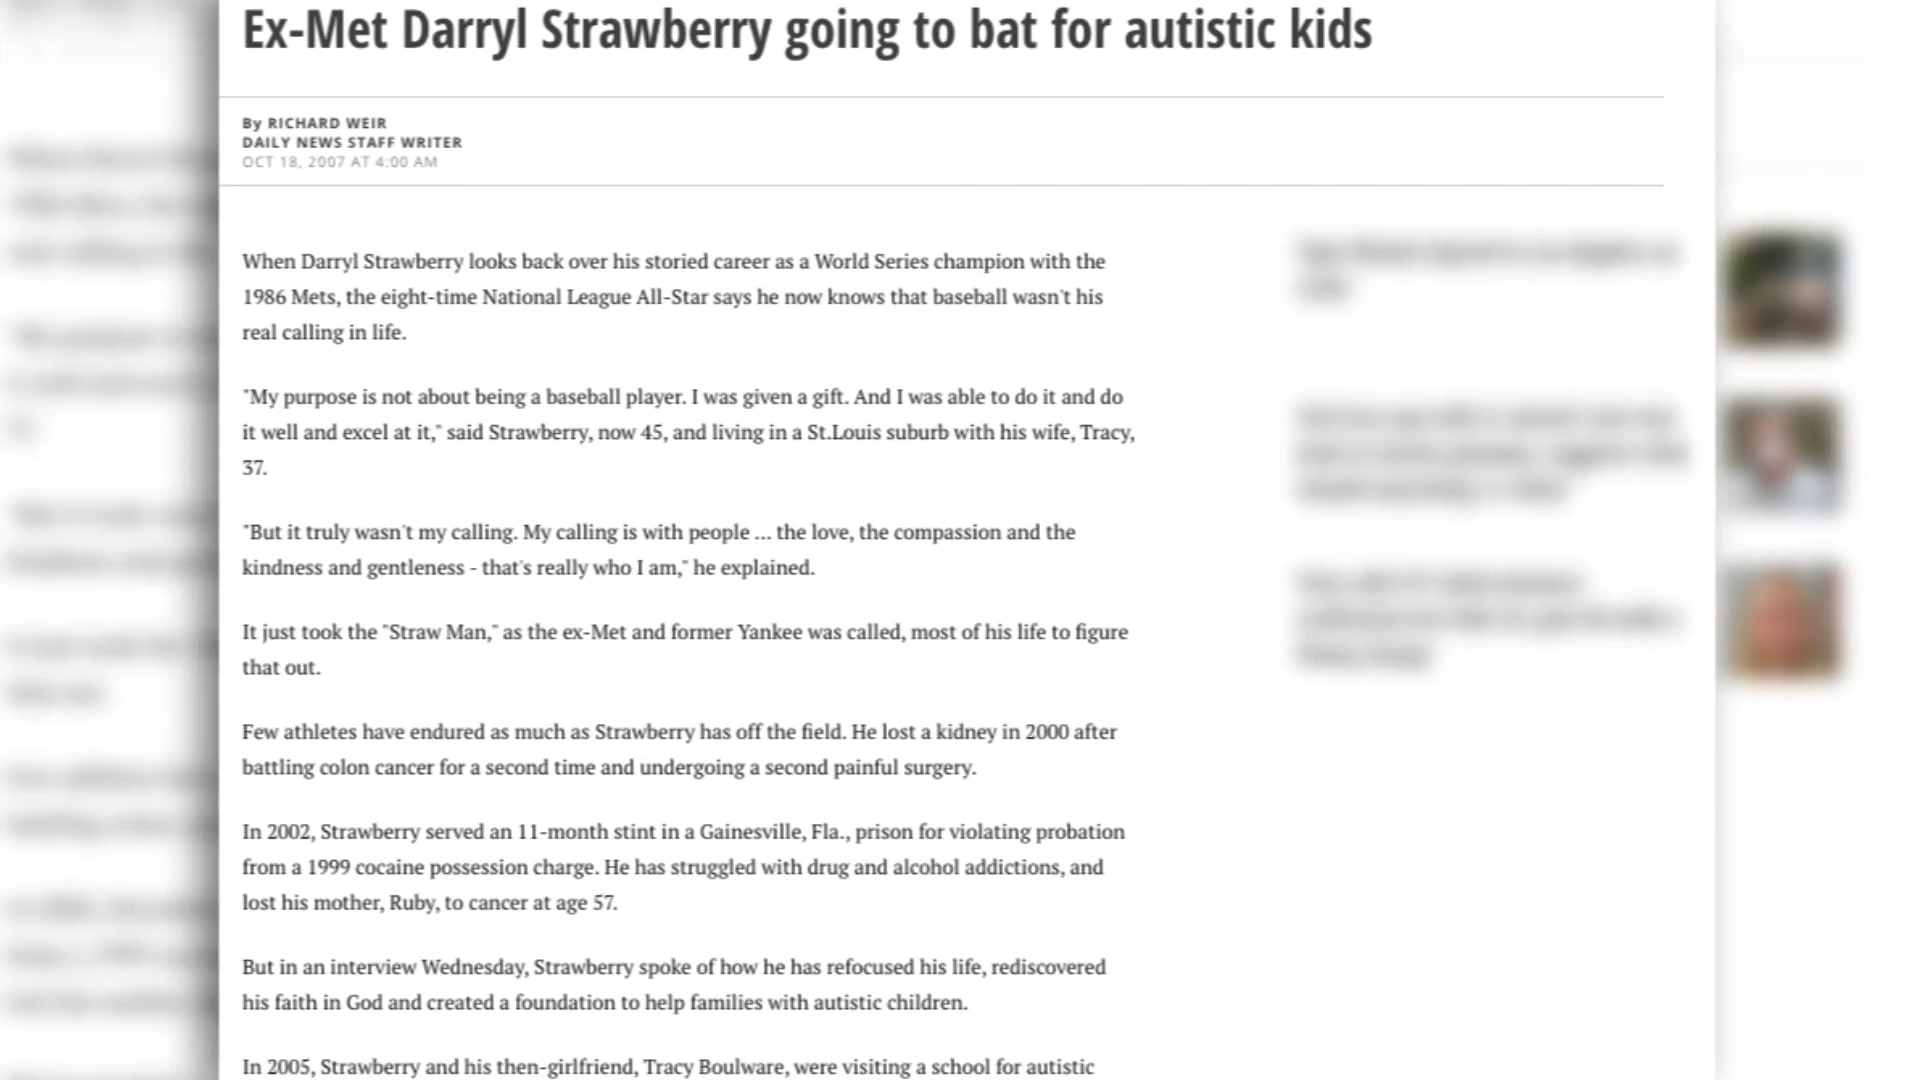 Ex-Met Darryl Strawberry going to bat for autistic kids
By RICHARD WEIR
DAILY NEWS STAFF WRITER
OCT 18, 2007 AT 4:00 AM
When Darryl Strawberry looks back over his storied career as a World Series champion with the
1986 Mets, the eight-time National League All-Star says he now knows that baseball wasn't his
real calling in life.
"My purpose is not about being a baseball player. I was given a gift. And I was able to do it and do
it well and excel at it," said Strawberry, now 45, and living in a St.Louis suburb with his wife, Tracy,
37.
"But it truly wasn't my calling. My calling is with people ... the love, the compassion and the
kindness and gentleness - that's really who I am," he explained.
It just took the "Straw Man," as the ex-Met and former Yankee was called, most of his life to figure
that out.
Few athletes have endured as much as Strawberry has off the field. He lost a kidney in 2000 after
battling colon cancer for a second time and undergoing a second painful surgery.
In 2002, Strawberry served an 11-month stint in a Gainesville, Fla., prison for violating probation
from a 1999 cocaine possession charge. He has struggled with drug and alcohol addictions, and
lost his mother, Ruby, to cancer at age 57.
But in an interview Wednesday, Strawberry spoke of how he has refocused his life, rediscovered
his faith in God and created a foundation to help families with autistic children.
In 2005, Strawberry and his then-girlfriend, Tracy Boulware, were visiting a school for autistic